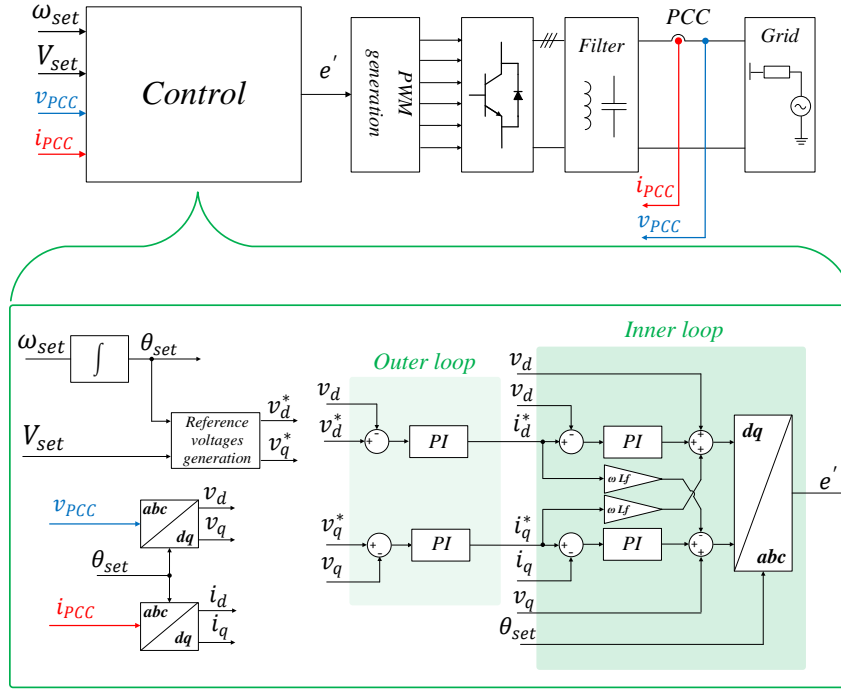 ω_set
V_set
v_PCC
i_PCC
Control
e′
PWM
generation
Filter
PCC
Grid
i_PCC
v_PCC
ω_set
∫
θ_set
V_set
Reference
voltages
generation
v_d^*
v_q^*
v_PCC
abc
dq
v_d
v_q
θ_set
i_PCC
abc
dq
i_d
i_q
Outer loop
v_d
v_d^*
-
+
PI
v_q^*
v_q
+
-
PI
Inner loop
v_d
v_d
i_d^*
-
+
PI
+
+
+
ω Lf
ω Lf
i_q^*
i_q
+
-
PI
-
+
+
v_q
θ_set
dq
abc
e′